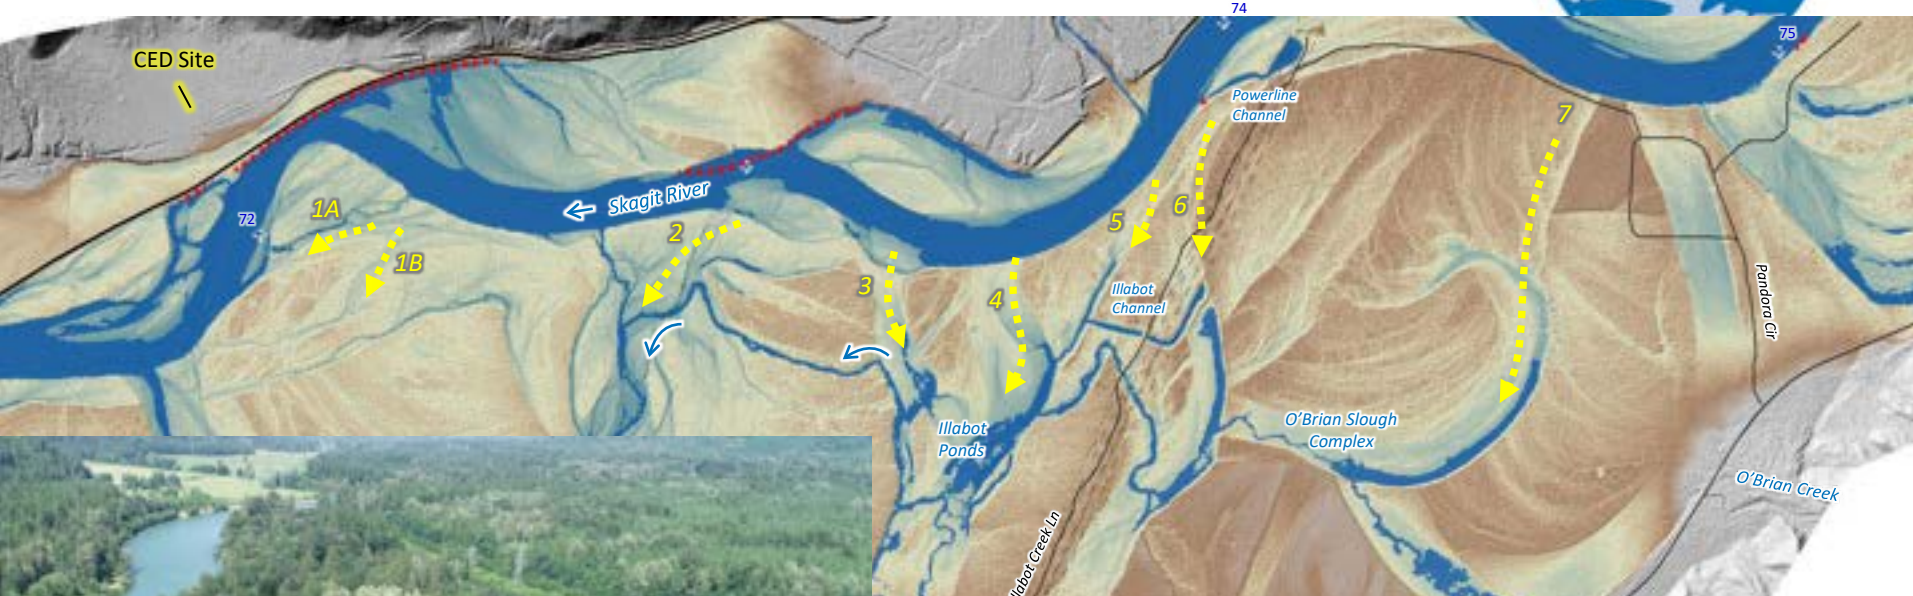 74
75
CED Site
Powerline
Channel
7
1A
72
1B
Skagit River
2
5
6
3
4
Illabot
Channel
Pandora Cir
Illabot
Ponds
O'Brian Slough
Complex
O'Brian Creek
Illabot Creek Ln